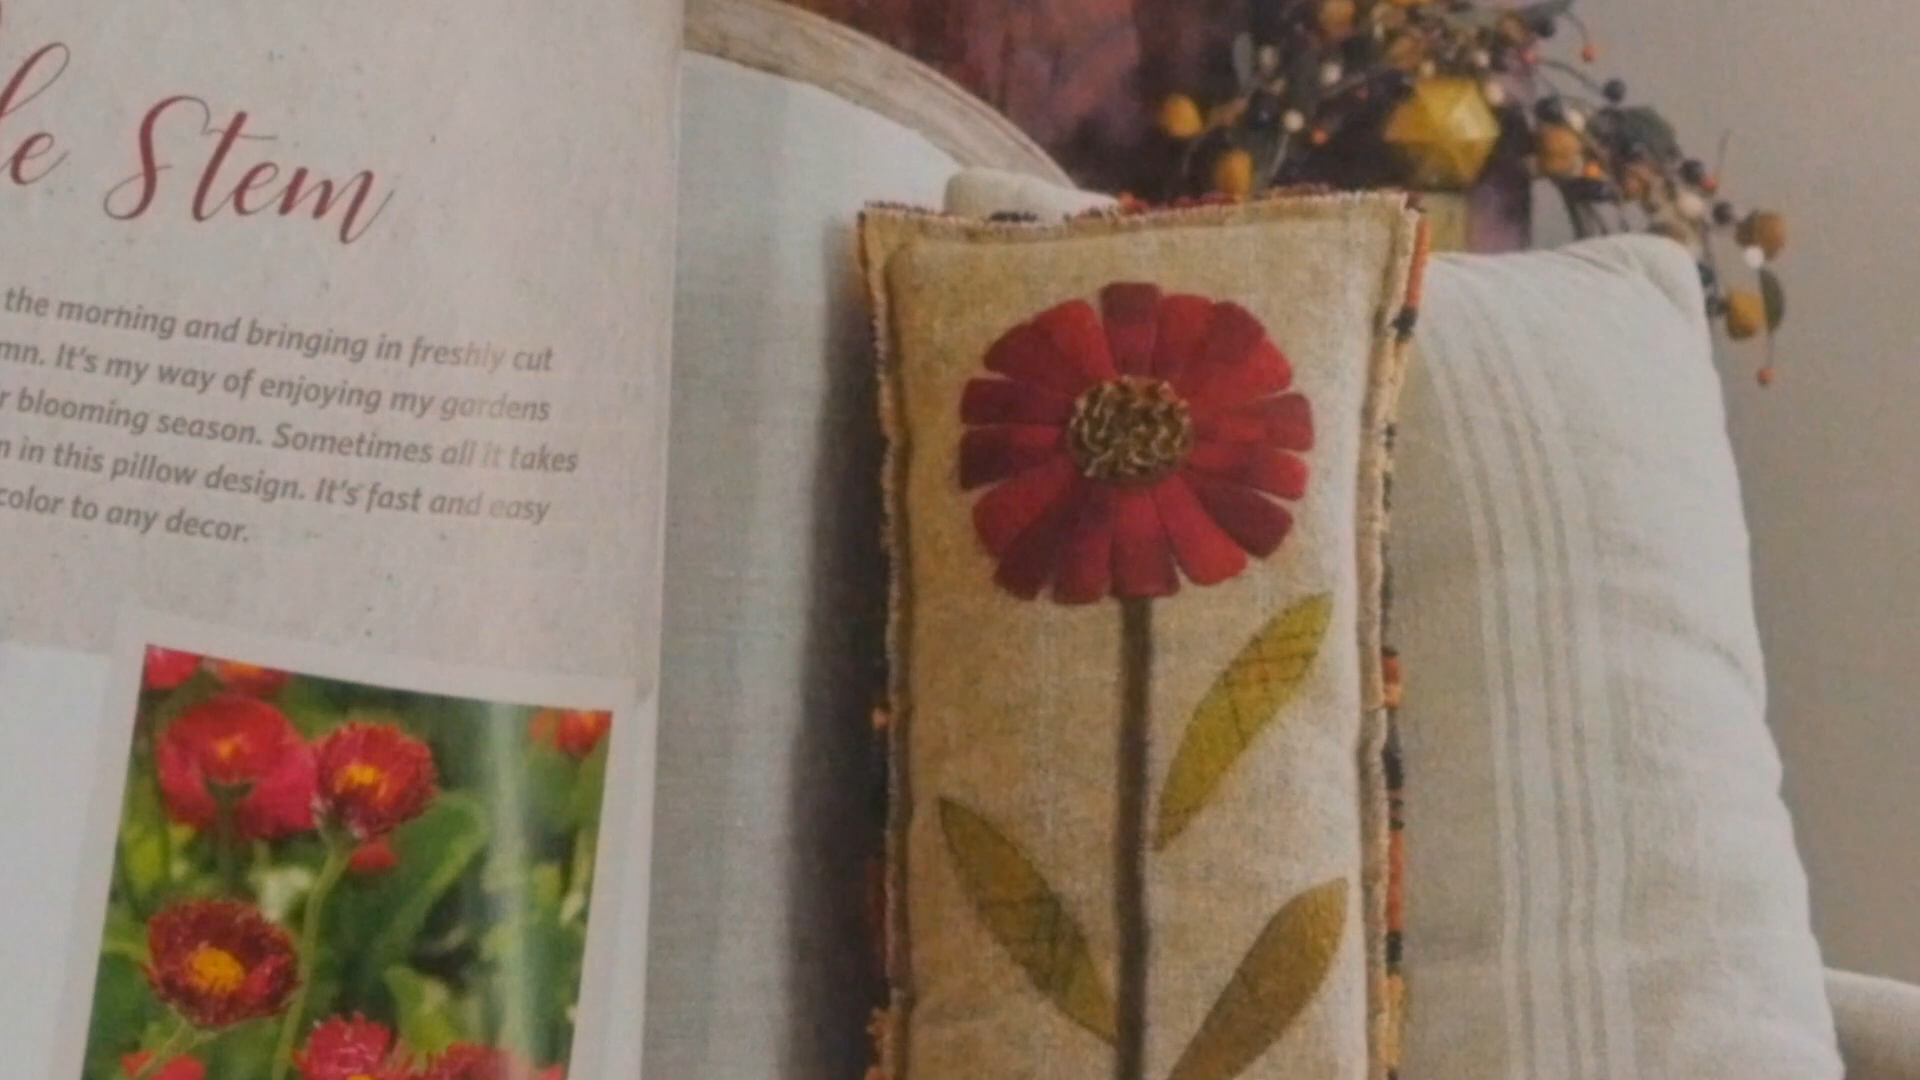 le Stem
the morning and bringing in freshly cut
mn. It's my way of enjoying my gardens
r blooming season. Sometimes all it takes
n in this pillow design. It's fast and easy
color to any decor.